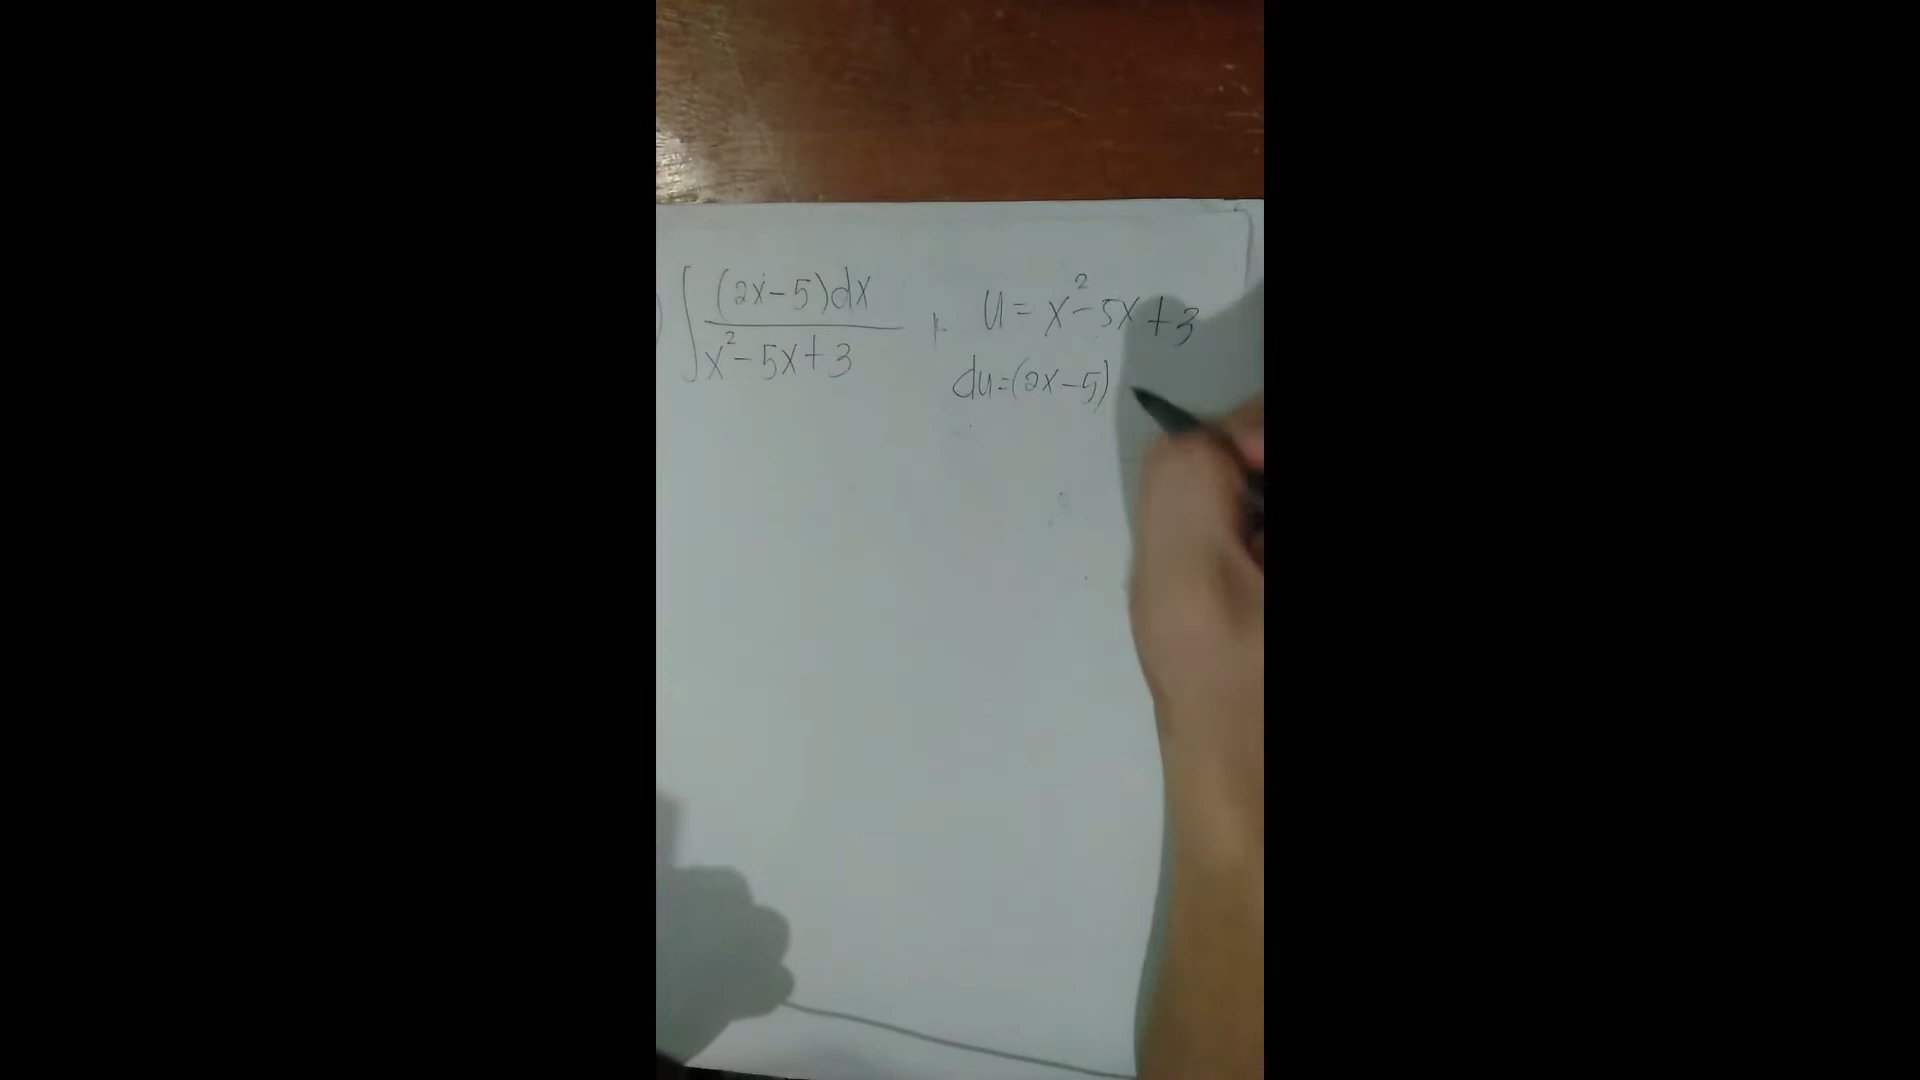 ∫ (2x-5)dx / x²-5x+3
u = x²-5x+3
du=(2x-5)